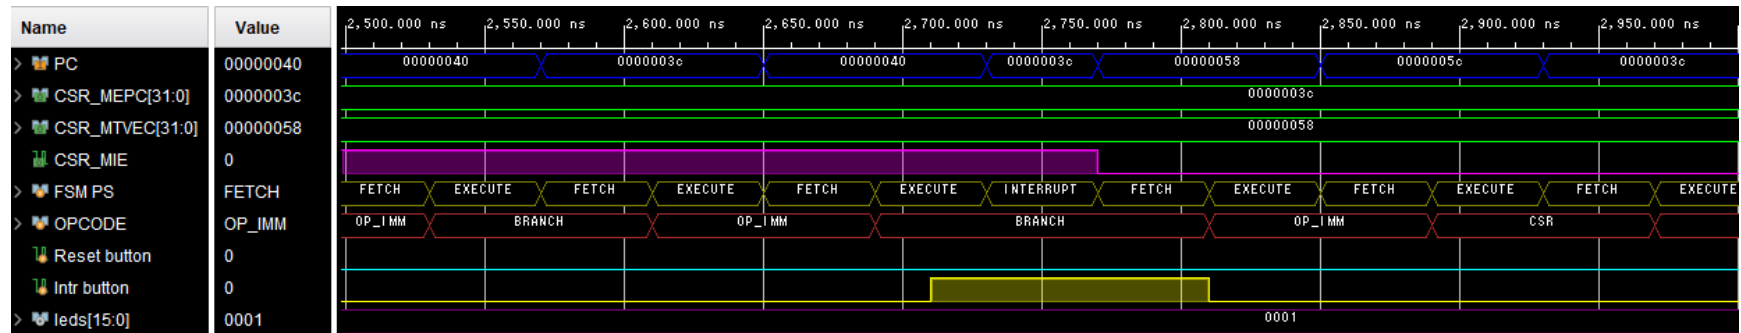 Name Value 2,500.000 ns 2,550.000 ns 2,600.000 ns 2,650.000 ns 2,700.000 ns 2,750.000 ns 2,800.000 ns 2,850.000 ns 2,900.000 ns 2,950.000 ns
PC 00000040 00000040 0000003c 00000040 0000003c 00000058 0000005c 0000003c
CSR_MEPC[31:0] 0000003c 0000003c
CSR_MTVEC[31:0] 00000058 00000058
CSR_MIE 0
FSM PS FETCH FETCH EXECUTE FETCH EXECUTE FETCH EXECUTE INTERRUPT FETCH EXECUTE FETCH EXECUTE FETCH EXECUTE
OPCODE OP_IMM OP_IMM BRANCH OP_IMM BRANCH OP_IMM CSR
Reset button 0
Intr button 0
leds[15:0] 0001 0001